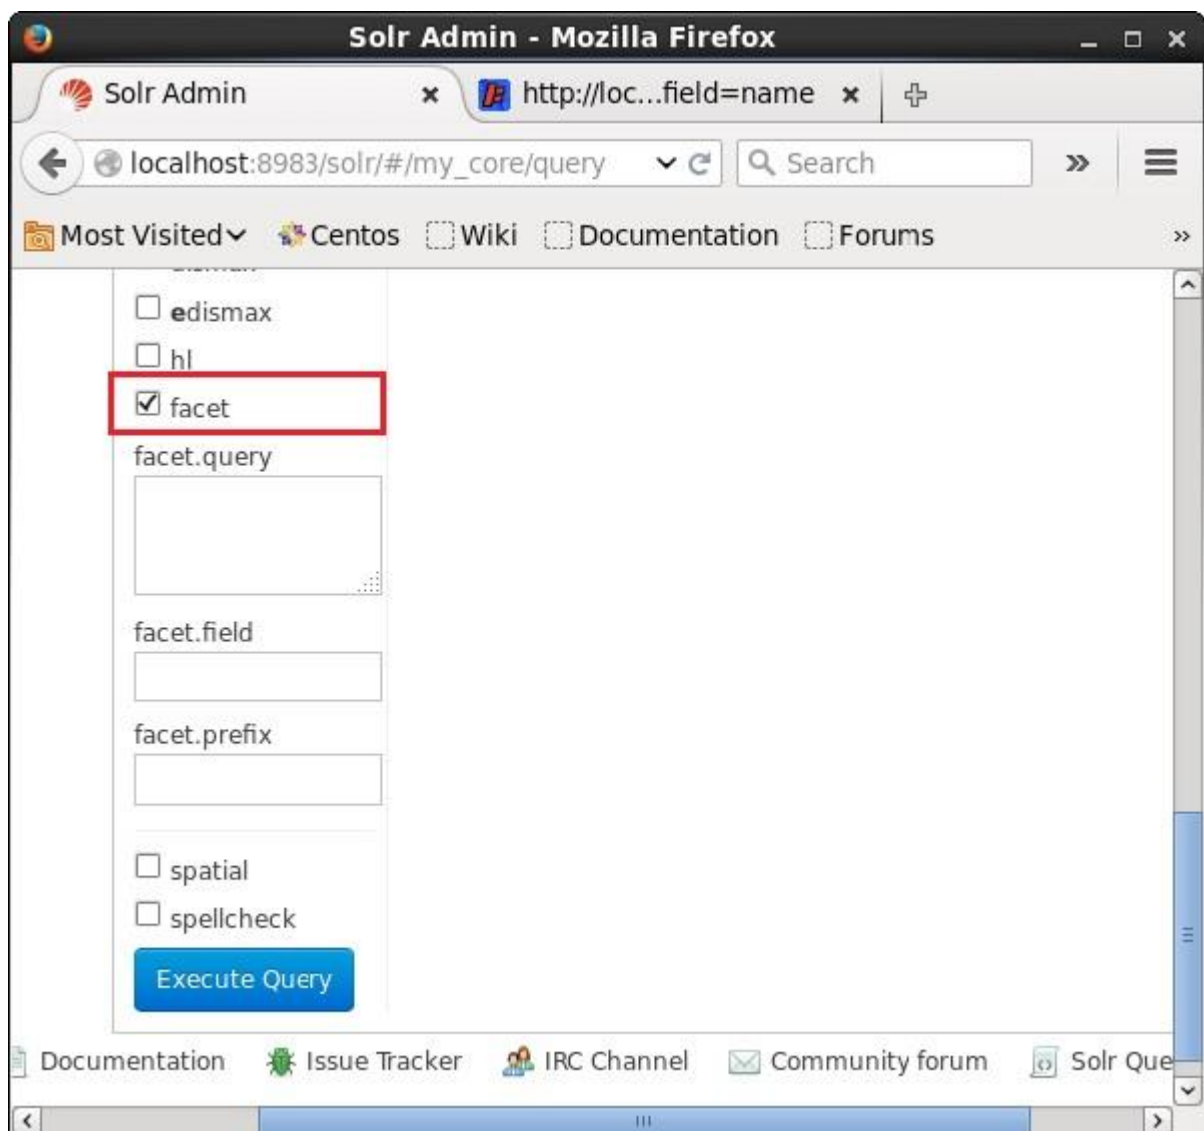 Solr Admin - Mozilla Firefox
Solr Admin
http://loc...field=name
localhost:8983/solr/#/my_core/query
Search
Most Visited
Centos
Wiki
Documentation
Forums
edismax
hl
facet
facet.query
facet.field
facet.prefix
spatial
spellcheck
Execute Query
Documentation
Issue Tracker
IRC Channel
Community forum
Solr Que